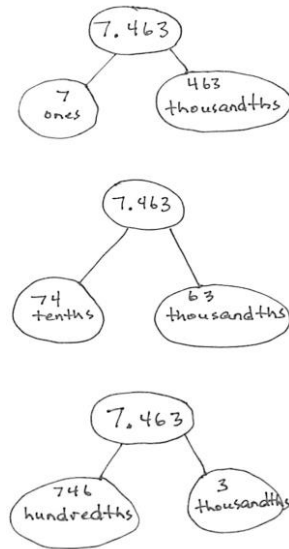 7.463
7
ones
463
thousandths
7.463
74
tenths
63
thousandths
7.463
746
hundredths
3
thousandths